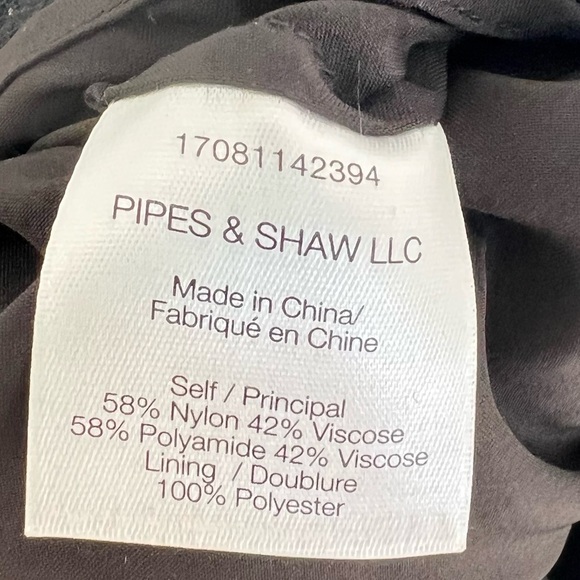 17081142394
PIPES & SHAW LLC
Made in China/
Fabriqué en Chine
Self / Principal
58% Nylon 42% Viscose
58% Polyamide 42% Viscose
Lining / Doublure
100% Polyester